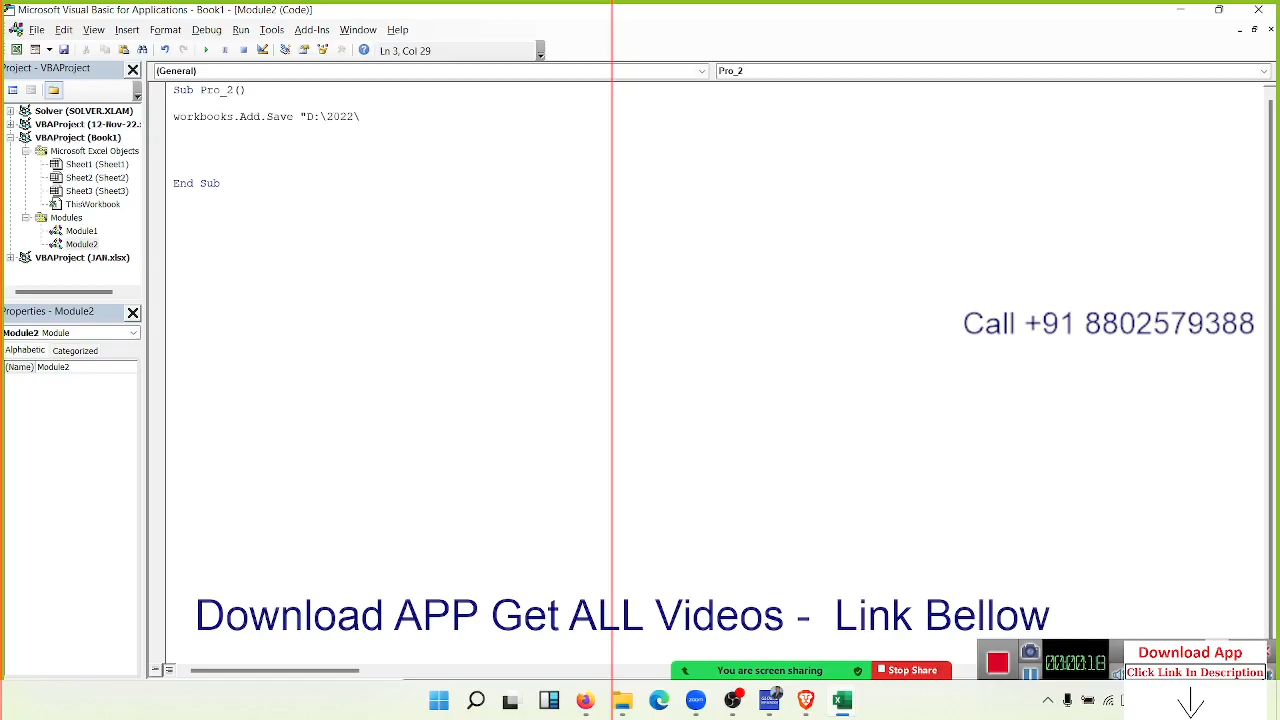 Microsoft Visual Basic for Applications - Book1 - [Module2 (Code)]
File Edit View Insert Format Debug Run Tools Add-Ins Window Help
Ln 3, Col 29
Project - VBAProject
(General)
Pro_2
Solver (SOLVER.XLAM)
VBAProject (12-Nov-22.
VBAProject (Book1)
Microsoft Excel Objects
Sheet1 (Sheet1)
Sheet2 (Sheet2)
Sheet3 (Sheet3)
ThisWorkbook
Modules
Module1
Module2
VBAProject (JAN.xlsx)
Sub Pro_2()
workbooks.Add.Save "D:\2022\
End Sub
Properties - Module2
Module2 Module
Alphabetic Categorized
(Name) Module2
Call +91 8802579388
Download APP Get ALL Videos - Link Bellow
You are screen sharing
Stop Share
00:00:18
Download App
Click Link In Description
zoom